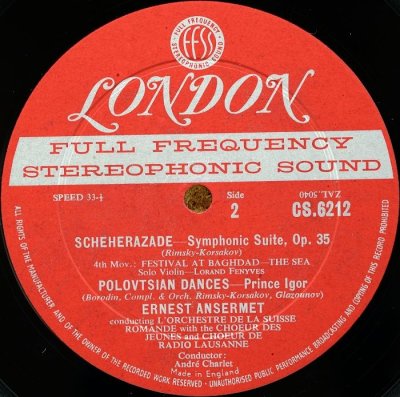 FULL FREQUENCY
ffss
STEREOPHONIC SOUND
LONDON
FULL FREQUENCY
STEREOPHONIC SOUND
SPEED 33-⅓
Side
2
ZAL. 5040
CS.6212
SCHEHERAZADE—Symphonic Suite, Op. 35
(Rimsky-Korsakov)
4th Mov.: FESTIVAL AT BAGHDAD—THE SEA
Solo Violin—LORAND FENYVES
POLOVTSIAN DANCES—Prince Igor
(Borodin, Compl. & Orch. Rimsky-Korsakov, Glazounov)
ERNEST ANSERMET
conducting L'ORCHESTRE DE LA SUISSE
ROMANDE with the CHOEUR DES
JEUNES and CHOEUR DE
RADIO LAUSANNE
Conductor:
André Charlet
Made in England
ALL RIGHTS OF THE MANUFACTURER AND OF THE OWNER OF THE RECORDED WORK RESERVED - UNAUTHORISED PUBLIC PERFORMANCE BROADCASTING AND COPYING OF THIS RECORD PROHIBITED